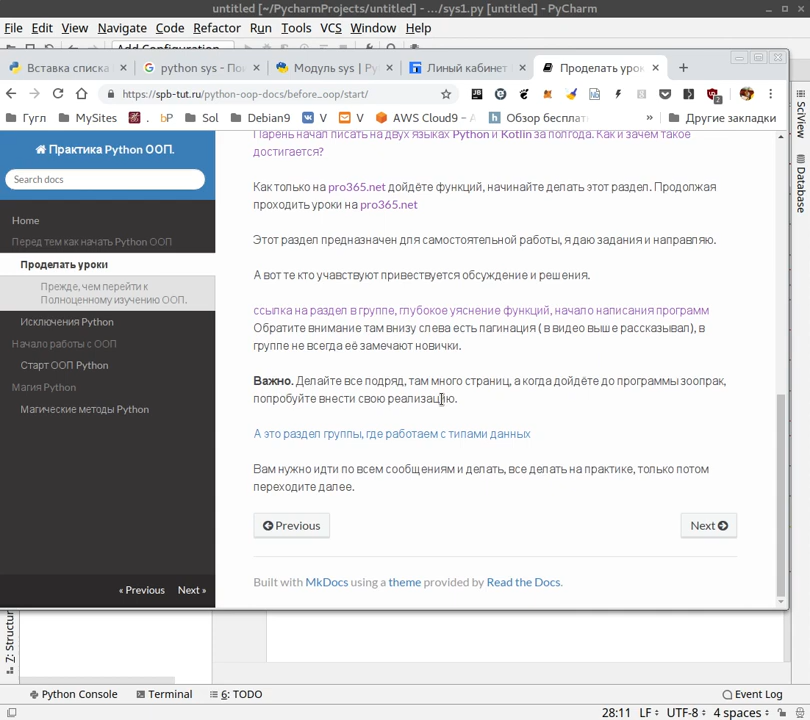 untitled [~/PycharmProjects/untitled] - .../sys1.py [untitled] - PyCharm
File Edit View Navigate Code Refactor Run Tools VCS Window Help
Add Configuration
Вставка списка
python sys - По
Модуль sys | Py
Линый кабинет
Проделать уро
https://spb-tut.ru/python-oop-docs/before_oop/start/
Гугл MySites . bP Sol Debian9 V V AWS Cloud9 – A Обзор бесплат » Другие закладки
Практика Python ООП.
Search docs
Home
Перед тем как начать Python ООП
Проделать уроки
Прежде, чем перейти к
Полноценному изучению ООП.
Исключения Python
Начало работы с ООП
Старт ООП Python
Магия Python
Магические методы Python
« Previous Next »
Парень начал писать на двух языках Python и Kotlin за полгода. Как и зачем такое
достигается?
Как только на pro365.net дойдёте функций, начинайте делать этот раздел. Продолжая
проходить уроки на pro365.net
Этот раздел предназначен для самостоятельной работы, я даю задания и направляю.
А вот те кто учавствуют привествуется обсуждение и решения.
ссылка на раздел в группе, глубокое уяснение функций, начало написания программ
Обратите внимание там внизу слева есть пагинация ( в видео выше рассказывал), в
группе не всегда её замечают новички.
Важно. Делайте все подряд, там много страниц, а когда дойдёте до программы зоопрак,
попробуйте внести свою реализацию.
А это раздел группы, где работаем с типами данных
Вам нужно идти по всем сообщениям и делать, все делать на практике, только потом
переходите далее.
Previous Next
Built with MkDocs using a theme provided by Read the Docs.
SciView
Database
Z: Structur
Python Console Terminal 6: TODO Event Log
28:11 LF UTF-8 4 spaces